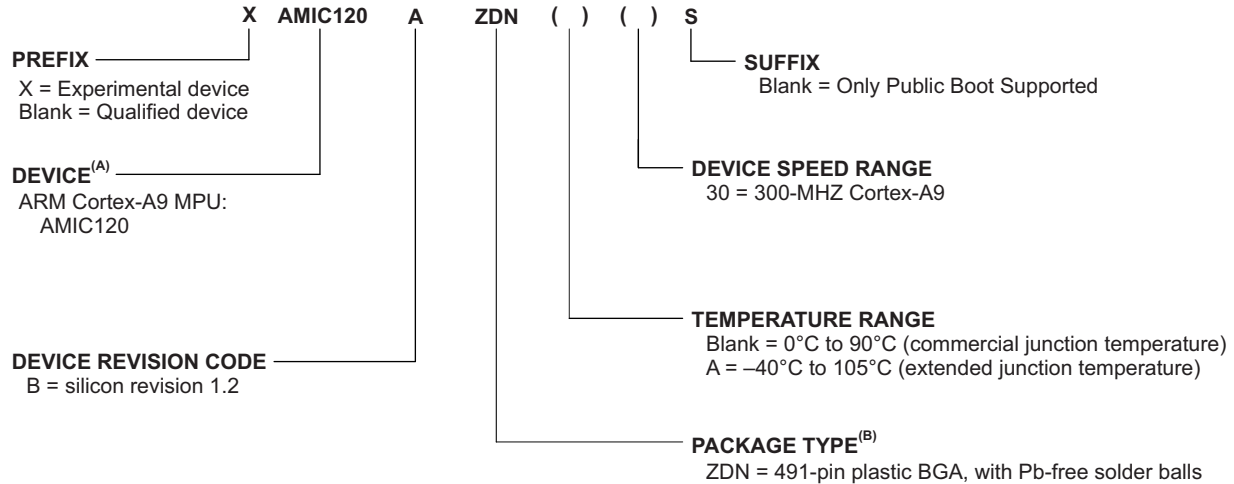 X AMIC120 A ZDN ( ) ( ) S
PREFIX
X = Experimental device
Blank = Qualified device
SUFFIX
Blank = Only Public Boot Supported
DEVICE(A)
ARM Cortex-A9 MPU:
AMIC120
DEVICE SPEED RANGE
30 = 300-MHZ Cortex-A9
TEMPERATURE RANGE
Blank = 0°C to 90°C (commercial junction temperature)
A = –40°C to 105°C (extended junction temperature)
DEVICE REVISION CODE
B = silicon revision 1.2
PACKAGE TYPE(B)
ZDN = 491-pin plastic BGA, with Pb-free solder balls